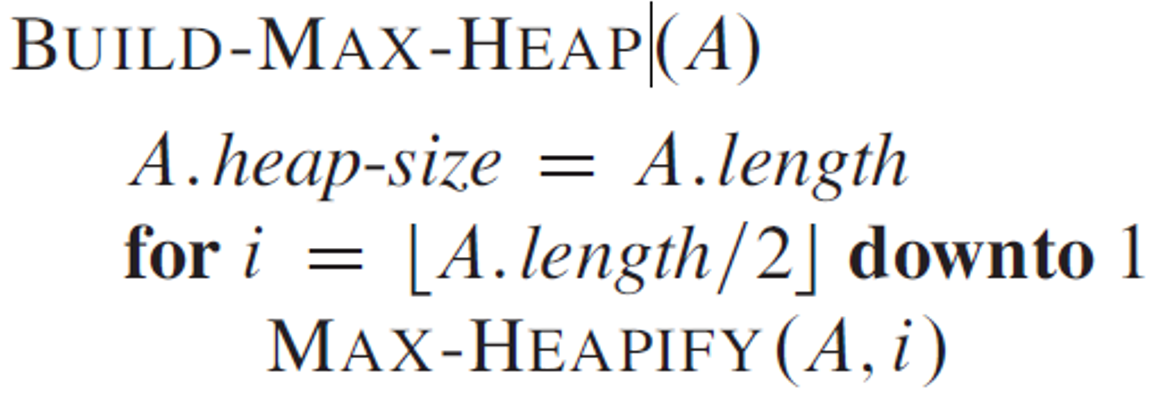 BUILD-MAX-HEAP(A)
A.heap-size = A.length
for i = ⌊A.length/2⌋ downto 1
MAX-HEAPIFY(A, i)